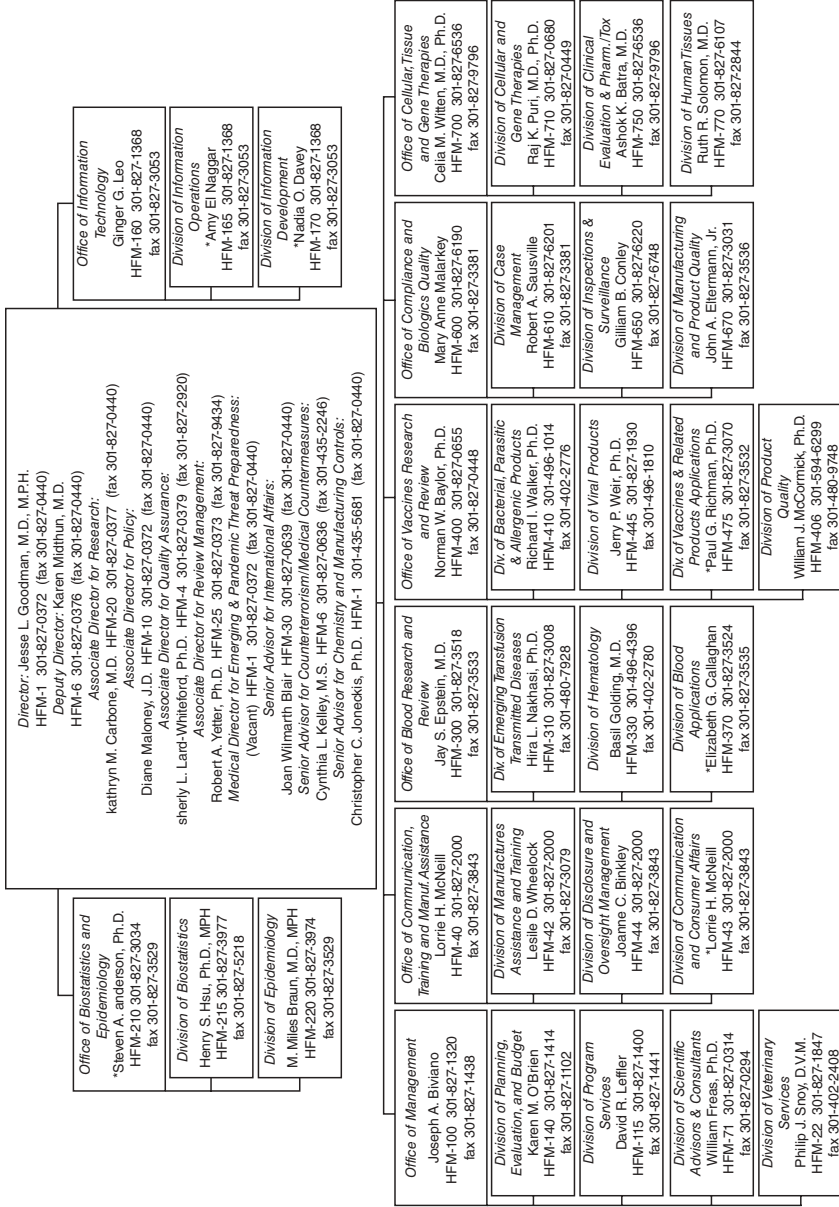 Director: Jesse L. Goodman, M.D., M.P.H.
HFM-1 301-827-0372 (fax 301-827-0440)
Deputy Director: Karen Midthun, M.D.
HFM-6 301-827-0376 (fax 301-827-0440)
Associate Director for Research:
kathryn M. Carbone, M.D. HFM-20 301-827-0377 (fax 301-827-0440)
Associate Director for Policy:
Diane Maloney, J.D. HFM-10 301-827-0372 (fax 301-827-0440)
Associate Director for Quality Assurance:
sherly L. Lard-Whiteford, Ph.D. HFM-4 301-827-0379 (fax 301-827-2920)
Associate Director for Review Management:
Robert A. Yetter, Ph.D. HFM-25 301-827-0373 (fax 301-827-9434)
Medical Director for Emerging & Pandemic Threat Preparedness:
(Vacant) HFM-1 301-827-0372 (fax 301-827-0440)
Senior Advisor for International Affairs:
Joan Wilmarth Blair HFM-30 301-827-0639 (fax 301-827-0440)
Senior Advisor for Counterterrorism/Medical Countermeasures:
Cynthia L. Kelley, M.S. HFM-6 301-827-0636 (fax 301-435-2246)
Senior Advisor for Chemistry and Manufacturing Controls:
Christopher C. Joneckis, Ph.D. HFM-1 301-435-5681 (fax 301-827-0440)
Office of Biostatistics and
Epidemiology
*Steven A. anderson, Ph.D.
HFM-210 301-827-3034
fax 301-827-3529
Division of Biostatistics
Henry S. Hsu, Ph.D., MPH
HFM-215 301-827-3977
fax 301-827-5218
Division of Epidemiology
M. Miles Braun, M.D., MPH
HFM-220 301-827-3974
fax 301-827-3529
Office of Information
Technology
Ginger G. Leo
HFM-160 301-827-1368
fax 301-827-3053
Division of Information
Operations
*Amy El Naggar
HFM-165 301-827-1368
fax 301-827-3053
Division of Information
Development
*Nadia O. Davey
HFM-170 301-827-1368
fax 301-827-3053
Office of Management
Joseph A. Biviano
HFM-100 301-827-1320
fax 301-827-1438
Division of Planning,
Evaluation, and Budget
Karen M. O'Brien
HFM-140 301-827-1414
fax 301-827-1102
Division of Program
Services
David R. Leffler
HFM-115 301-827-1400
fax 301-827-1441
Division of Scientific
Advisors & Consultants
William Freas, Ph.D.
HFM-71 301-827-0314
fax 301-827-0294
Division of Veterinary
Services
Philip J. Snoy, D.V.M.
HFM-22 301-827-1847
fax 301-402-2408
Office of Communication,
Training and Manuf. Assistance
Lorrie H. McNeill
HFM-40 301-827-2000
fax 301-827-3843
Division of Manufactures
Assistance and Training
Leslie D. Wheelock
HFM-42 301-827-2000
fax 301-827-3079
Division of Disclosure and
Oversight Management
Joanne C. Binkley
HFM-44 301-827-2000
fax 301-827-3843
Division of Communication
and Consumer Affairs
*Lorrie H. McNeill
HFM-43 301-827-2000
fax 301-827-3843
Office of Blood Research and
Review
Jay S. Epstein, M.D.
HFM-300 301-827-3518
fax 301-827-3533
Div. of Emerging Transfusion
Transmitted Diseases
Hira L. Nakhasi, Ph.D.
HFM-310 301-827-3008
fax 301-480-7928
Division of Hematology
Basil Golding, M.D.
HFM-330 301-496-4396
fax 301-402-2780
Division of Blood
Applications
*Elizabeth G. Callaghan
HFM-370 301-827-3524
fax 301-827-3535
Office of Vaccines Research
and Review
Norman W. Baylor, Ph.D.
HFM-400 301-827-0655
fax 301-827-0448
Div. of Bacterial, Parasitic
& Allergenic Products
Richard I. Walker, Ph.D.
HFM-410 301-496-1014
fax 301-402-2776
Division of Viral Products
Jerry P. Weir, Ph.D.
HFM-445 301-827-1930
fax 301-496-1810
Div. of Vaccines & Related
Products Applications
*Paul G. Richman, Ph.D.
HFM-475 301-827-3070
fax 301-827-3532
Division of Product
Quality
William J. McCormick, Ph.D.
HFM-406 301-594-6299
fax 301-480-9748
Office of Compliance and
Biologics Quality
Mary Anne Malarkey
HFM-600 301-827-6190
fax 301-827-3381
Division of Case
Management
Robert A. Sausville
HFM-610 301-827-6201
fax 301-827-3381
Division of Inspections &
Surveillance
Gilliam B. Conley
HFM-650 301-827-6220
fax 301-827-6748
Division of Manufacturing
and Product Quality
John A. Eltermann, Jr.
HFM-670 301-827-3031
fax 301-827-3536
Office of Cellular, Tissue
and Gene Therapies
Celia M. Witten, M.D., Ph.D.
HFM-700 301-827-6536
fax 301-827-9796
Division of Cellular and
Gene Therapies
Raj K. Puri, M.D., Ph.D.
HFM-710 301-827-0680
fax 301-827-0449
Division of Clinical
Evaluation & Pharm./Tox
Ashok K. Batra, M.D.
HFM-750 301-827-6536
fax 301-827-9796
Division of Human Tissues
Ruth R. Solomon, M.D.
HFM-770 301-827-6107
fax 301-827-2844